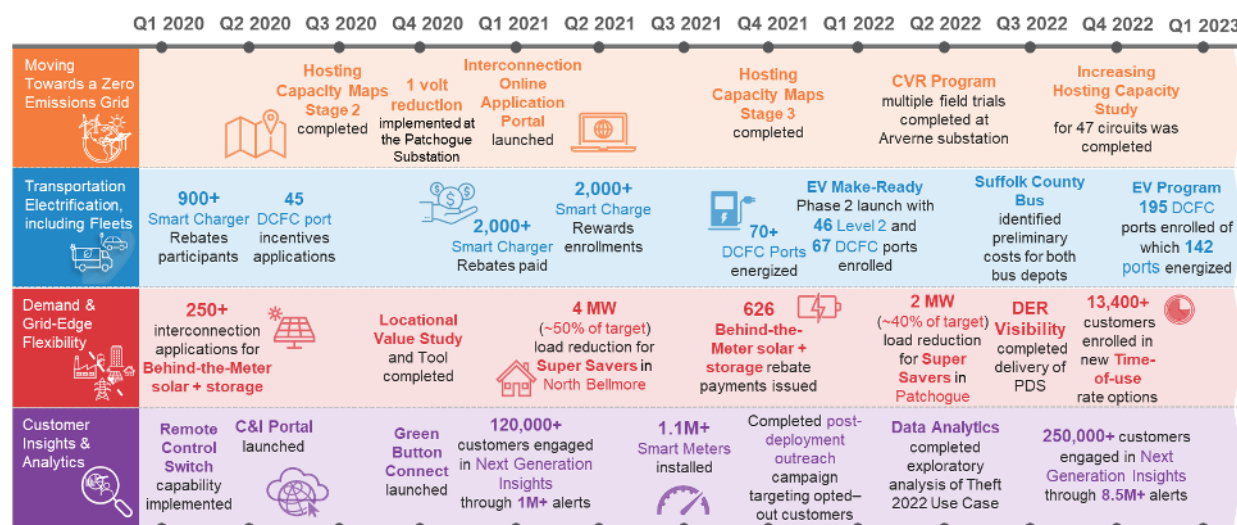 Q1 2020 Q2 2020 Q3 2020 Q4 2020 Q1 2021 Q2 2021 Q3 2021 Q4 2021 Q1 2022 Q2 2022 Q3 2022 Q4 2022 Q1 2023
Moving
Towards a Zero
Emissions Grid
Hosting
Capacity Maps
Stage 2
completed
1 volt
reduction
implemented at
the Patchogue
Substation
Interconnection
Online
Application
Portal
launched
Hosting
Capacity Maps
Stage 3
completed
CVR Program
multiple field trials
completed at
Arverne substation
Increasing
Hosting Capacity
Study
for 47 circuits was
completed
Transportation
Electrification,
including Fleets
900+
Smart Charger
Rebates
participants
45
DCFC port
incentives
applications
2,000+
Smart Charger
Rebates paid
2,000+
Smart Charge
Rewards
enrollments
70+
DCFC Ports
energized
EV Make-Ready
Phase 2 launch with
46 Level 2 and
67 DCFC ports
enrolled
Suffolk County
Bus
identified
preliminary
costs for both
bus depots
EV Program
195 DCFC
ports enrolled of
which 142
ports energized
Demand &
Grid-Edge
Flexibility
250+
interconnection
applications for
Behind-the-Meter
solar + storage
Locational
Value Study
and Tool
completed
4 MW
(~50% of target)
load reduction for
Super Savers in
North Bellmore
626
Behind-the-
Meter solar +
storage rebate
payments issued
2 MW
(~40% of target)
load reduction
for Super
Savers in
Patchogue
DER
Visibility
completed
delivery of
PDS
13,400+
customers
enrolled in
new Time-
of-use
rate options
Customer
Insights &
Analytics
Remote
Control
Switch
capability
implemented
C&I Portal
launched
Green
Button
Connect
launched
120,000+
customers engaged
in Next Generation
Insights
through 1M+ alerts
1.1M+
Smart Meters
installed
Completed post-
deployment
outreach
campaign
targeting opted–
out customers
Data Analytics
completed
exploratory
analysis of Theft
2022 Use Case
250,000+ customers
engaged in Next
Generation Insights
through 8.5M+ alerts